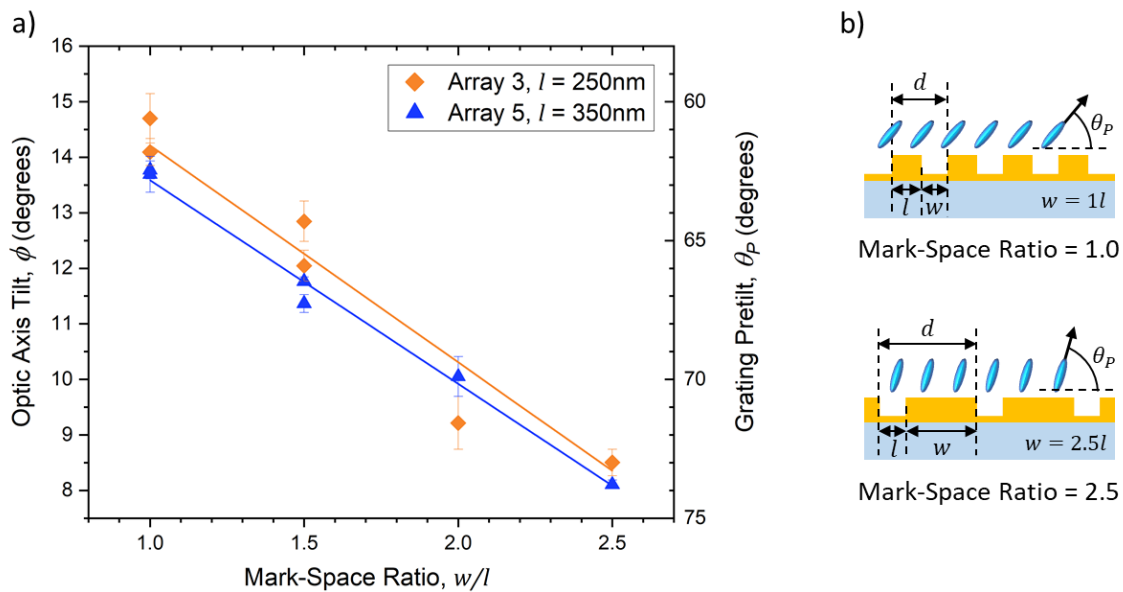 a)
16
15
14
13
12
11
10
9
8
Optic Axis Tilt, ϕ (degrees)
Array 3, l = 250nm
Array 5, l = 350nm
60
65
70
75
Grating Pretilt, θP (degrees)
1.0 1.5 2.0 2.5
Mark-Space Ratio, w/l
b)
d
θP
l w
w = 1l
Mark-Space Ratio = 1.0
d
θP
l w
w = 2.5l
Mark-Space Ratio = 2.5